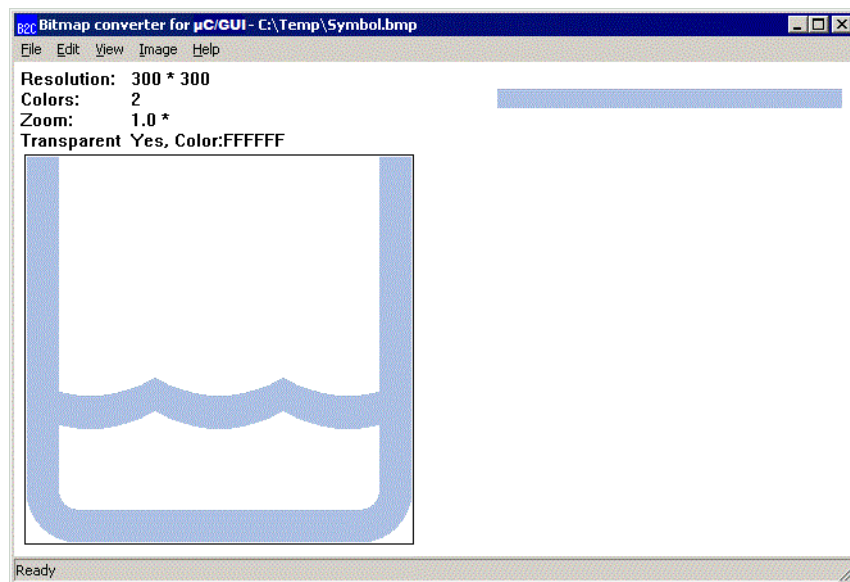 B2C Bitmap converter for µC/GUI - C:\Temp\Symbol.bmp
File Edit View Image Help
Resolution: 300 * 300
Colors: 2
Zoom: 1.0 *
Transparent Yes, Color:FFFFFF
Ready